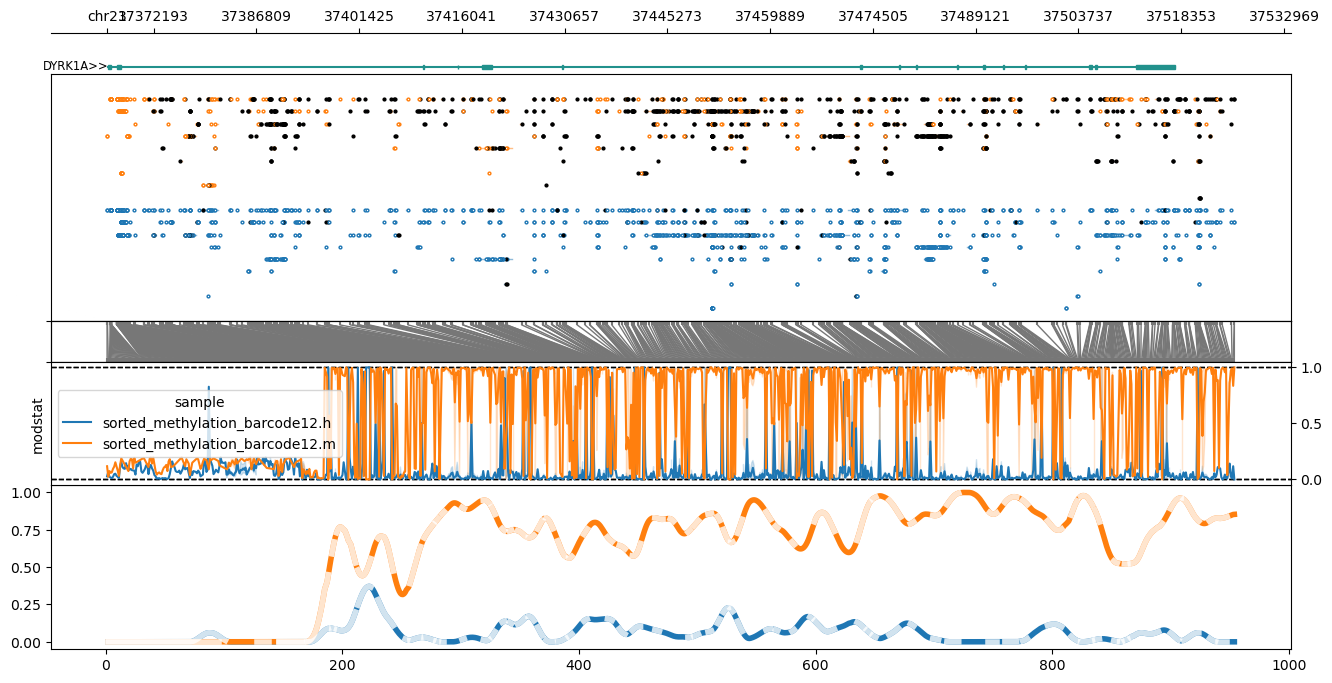 chr21 37372193 37386809 37401425 37416041 37430657 37445273 37459889 37474505 37489121 37503737 37518353 37532969
DYRK1A>>
modstat
sample
sorted_methylation_barcode12.h
sorted_methylation_barcode12.m
1.0
0.5
0.0
1.00
0.75
0.50
0.25
0.00
0 200 400 600 800 1000